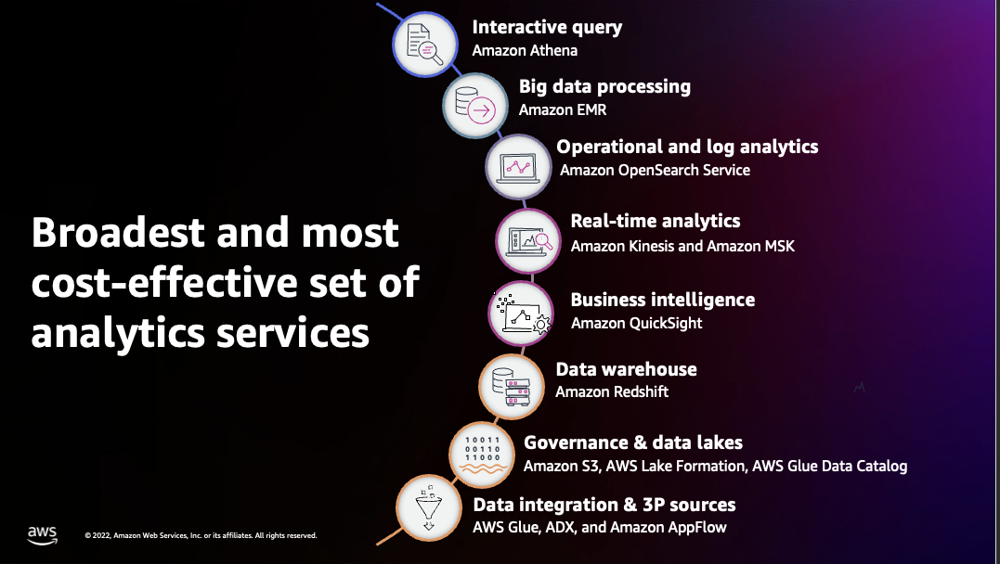 Broadest and most
cost-effective set of
analytics services
Interactive query
Amazon Athena
Big data processing
Amazon EMR
Operational and log analytics
Amazon OpenSearch Service
Real-time analytics
Amazon Kinesis and Amazon MSK
Business intelligence
Amazon QuickSight
Data warehouse
Amazon Redshift
10011
00110
11000
Governance & data lakes
Amazon S3, AWS Lake Formation, AWS Glue Data Catalog
Data integration & 3P sources
AWS Glue, ADX, and Amazon AppFlow
aws
© 2022, Amazon Web Services, Inc. or its affiliates. All rights reserved.